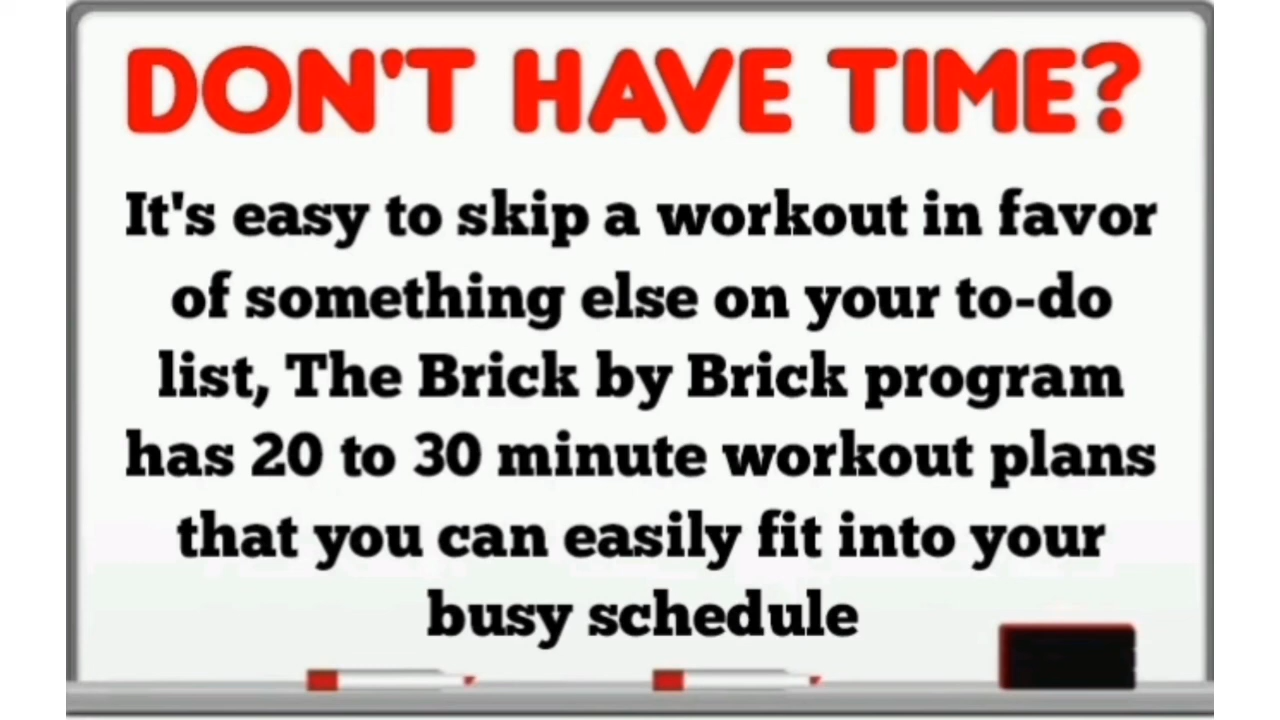 DON'T HAVE TIME?
It's easy to skip a workout in favor
of something else on your to-do
list, The Brick by Brick program
has 20 to 30 minute workout plans
that you can easily fit into your
busy schedule